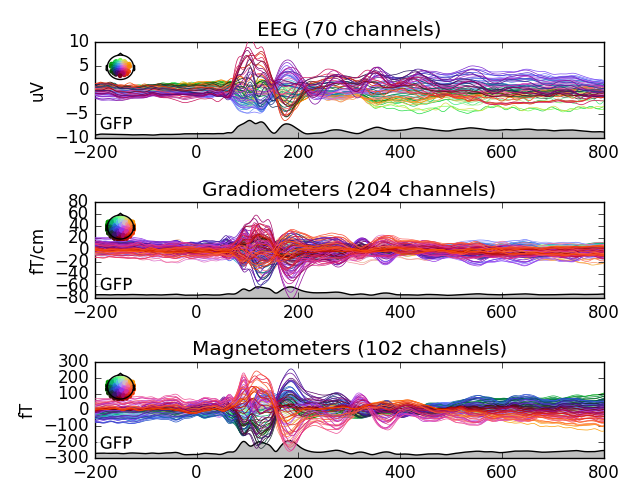 EEG (70 channels)
10
5
0
−5
−10
uV
GFP
−200 0 200 400 600 800
Gradiometers (204 channels)
80
60
40
20
0
−20
−40
−60
−80
fT/cm
GFP
−200 0 200 400 600 800
Magnetometers (102 channels)
300
200
100
0
−100
−200
−300
fT
GFP
−200 0 200 400 600 800